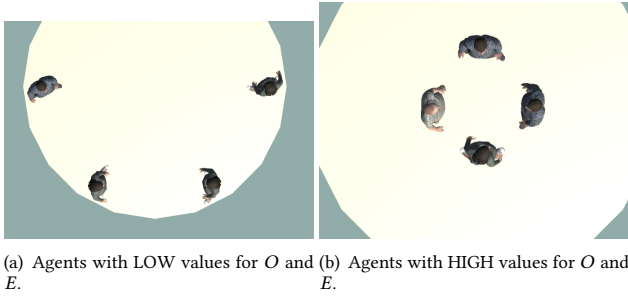 (a) Agents with LOW values for O and
E.
(b) Agents with HIGH values for O and
E.